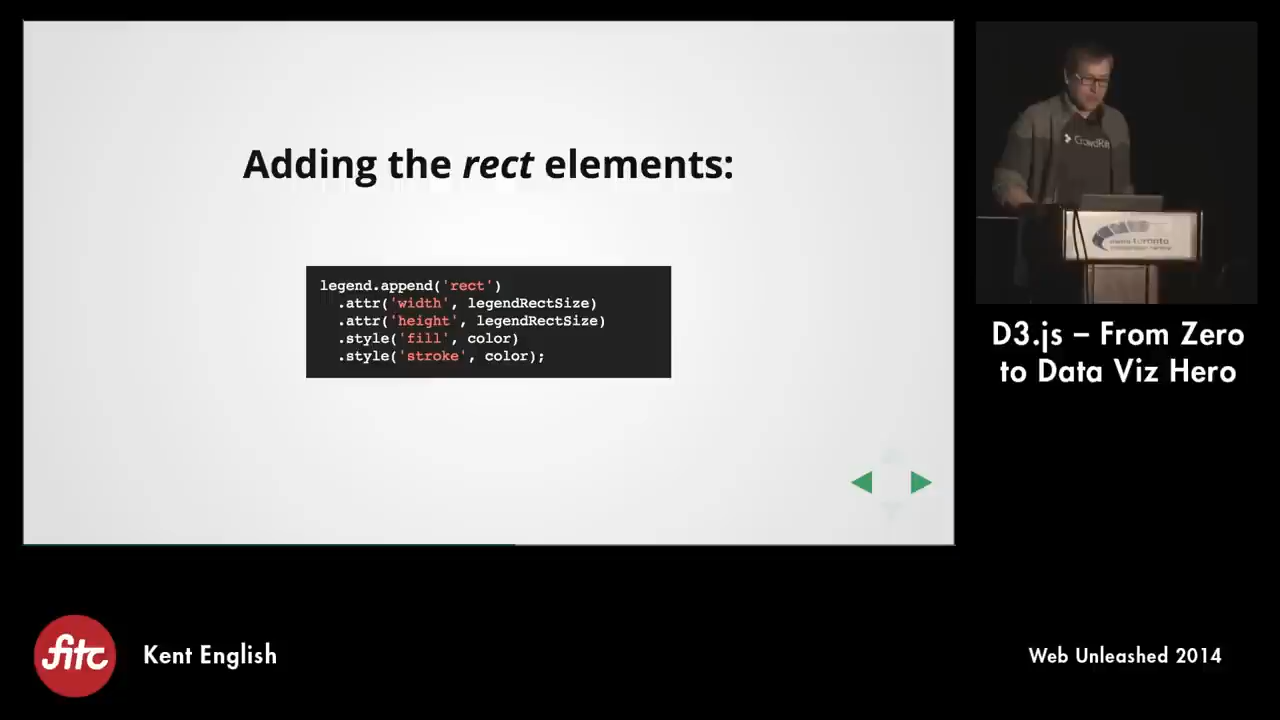 Adding the rect elements:
legend.append('rect')
.attr('width', legendRectSize)
.attr('height', legendRectSize)
.style('fill', color)
.style('stroke', color);
D3.js – From Zero
to Data Viz Hero
fitc
Kent English
Web Unleashed 2014
toronto